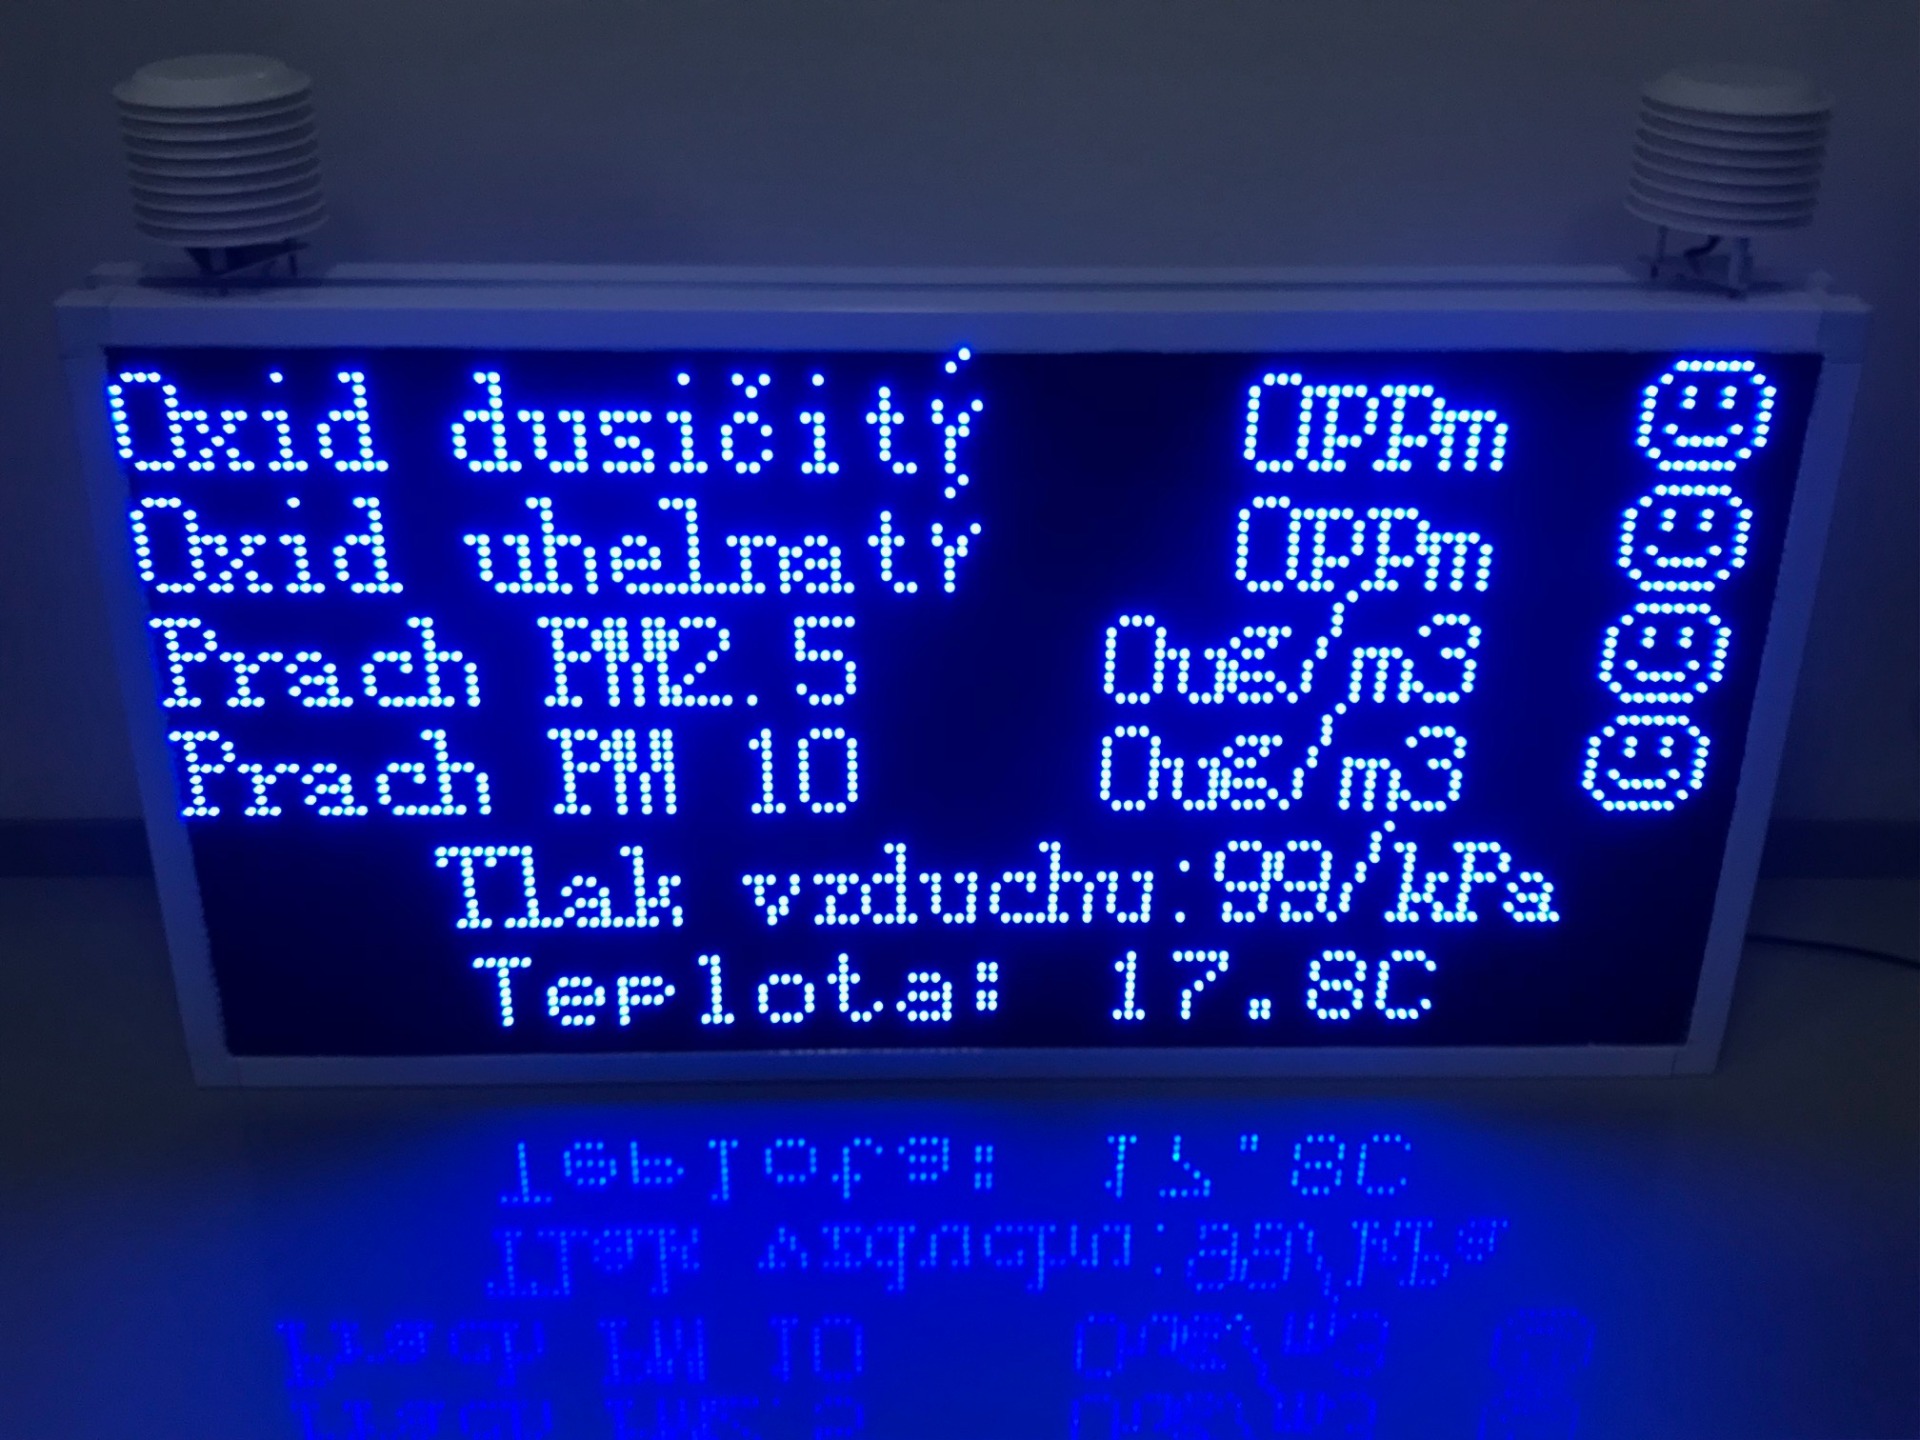 Oxid dusičitý 0PPm
Oxid uhelnatý 0PPm
Prach PM2.5 0ug/m3
Prach PM 10 0ug/m3
Tlak vzduchu:99/kPa
Teplota: 17.8C